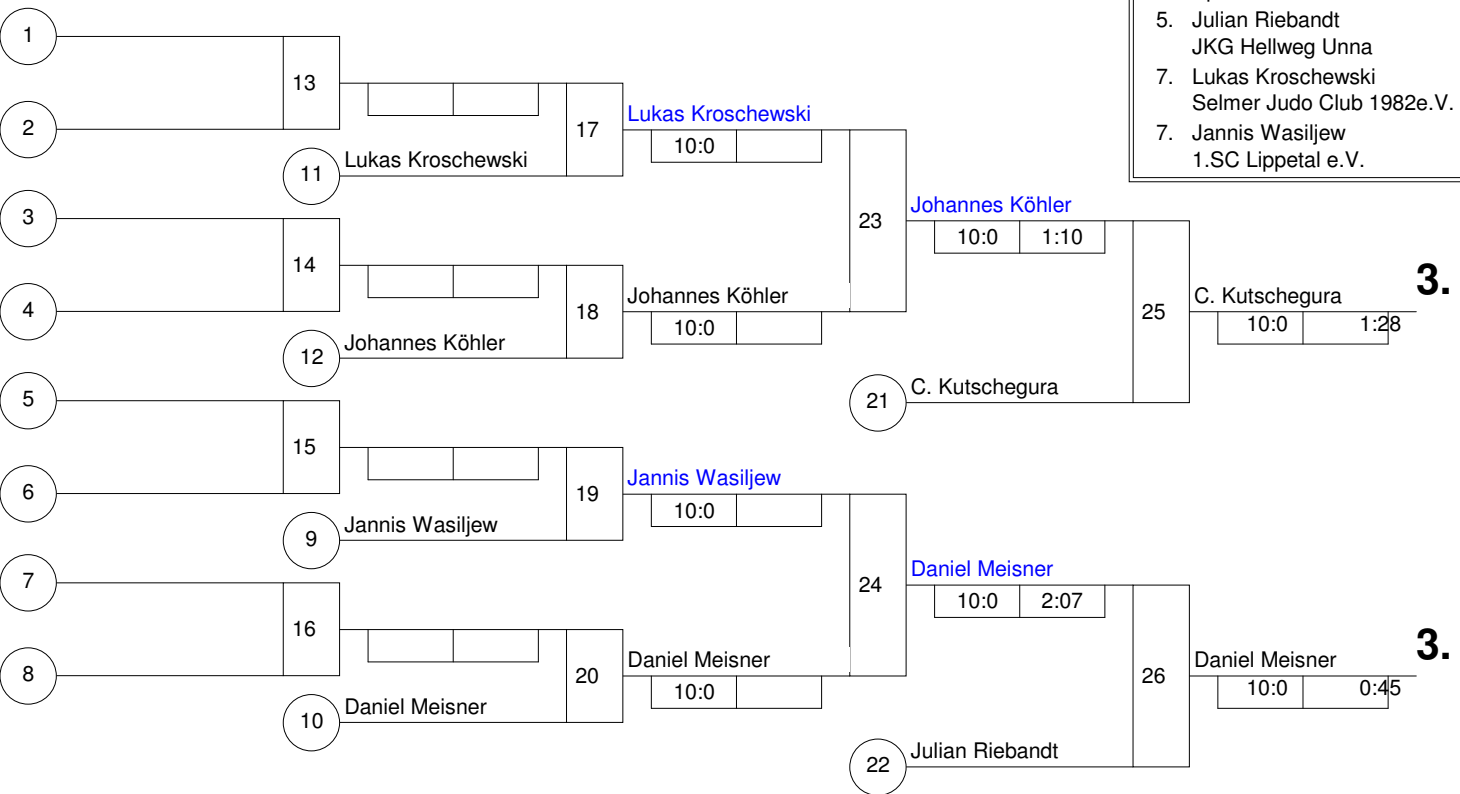 5. Julian Riebandt
JKG Hellweg Unna
7. Lukas Kroschewski
Selmer Judo Club 1982e.V.
7. Jannis Wasiljew
1.SC Lippetal e.V.
1
13
2
17
Lukas Kroschewski
10:0
11
Lukas Kroschewski
3
23
Johannes Köhler
10:0 1:10
14
4
18
Johannes Köhler
10:0
12
Johannes Köhler
25
C. Kutschegura
3.
10:0 1:28
5
21
C. Kutschegura
15
6
19
Jannis Wasiljew
10:0
9
Jannis Wasiljew
7
24
Daniel Meisner
10:0 2:07
16
8
20
Daniel Meisner
10:0
10
Daniel Meisner
26
Daniel Meisner
3.
10:0 0:45
22
Julian Riebandt